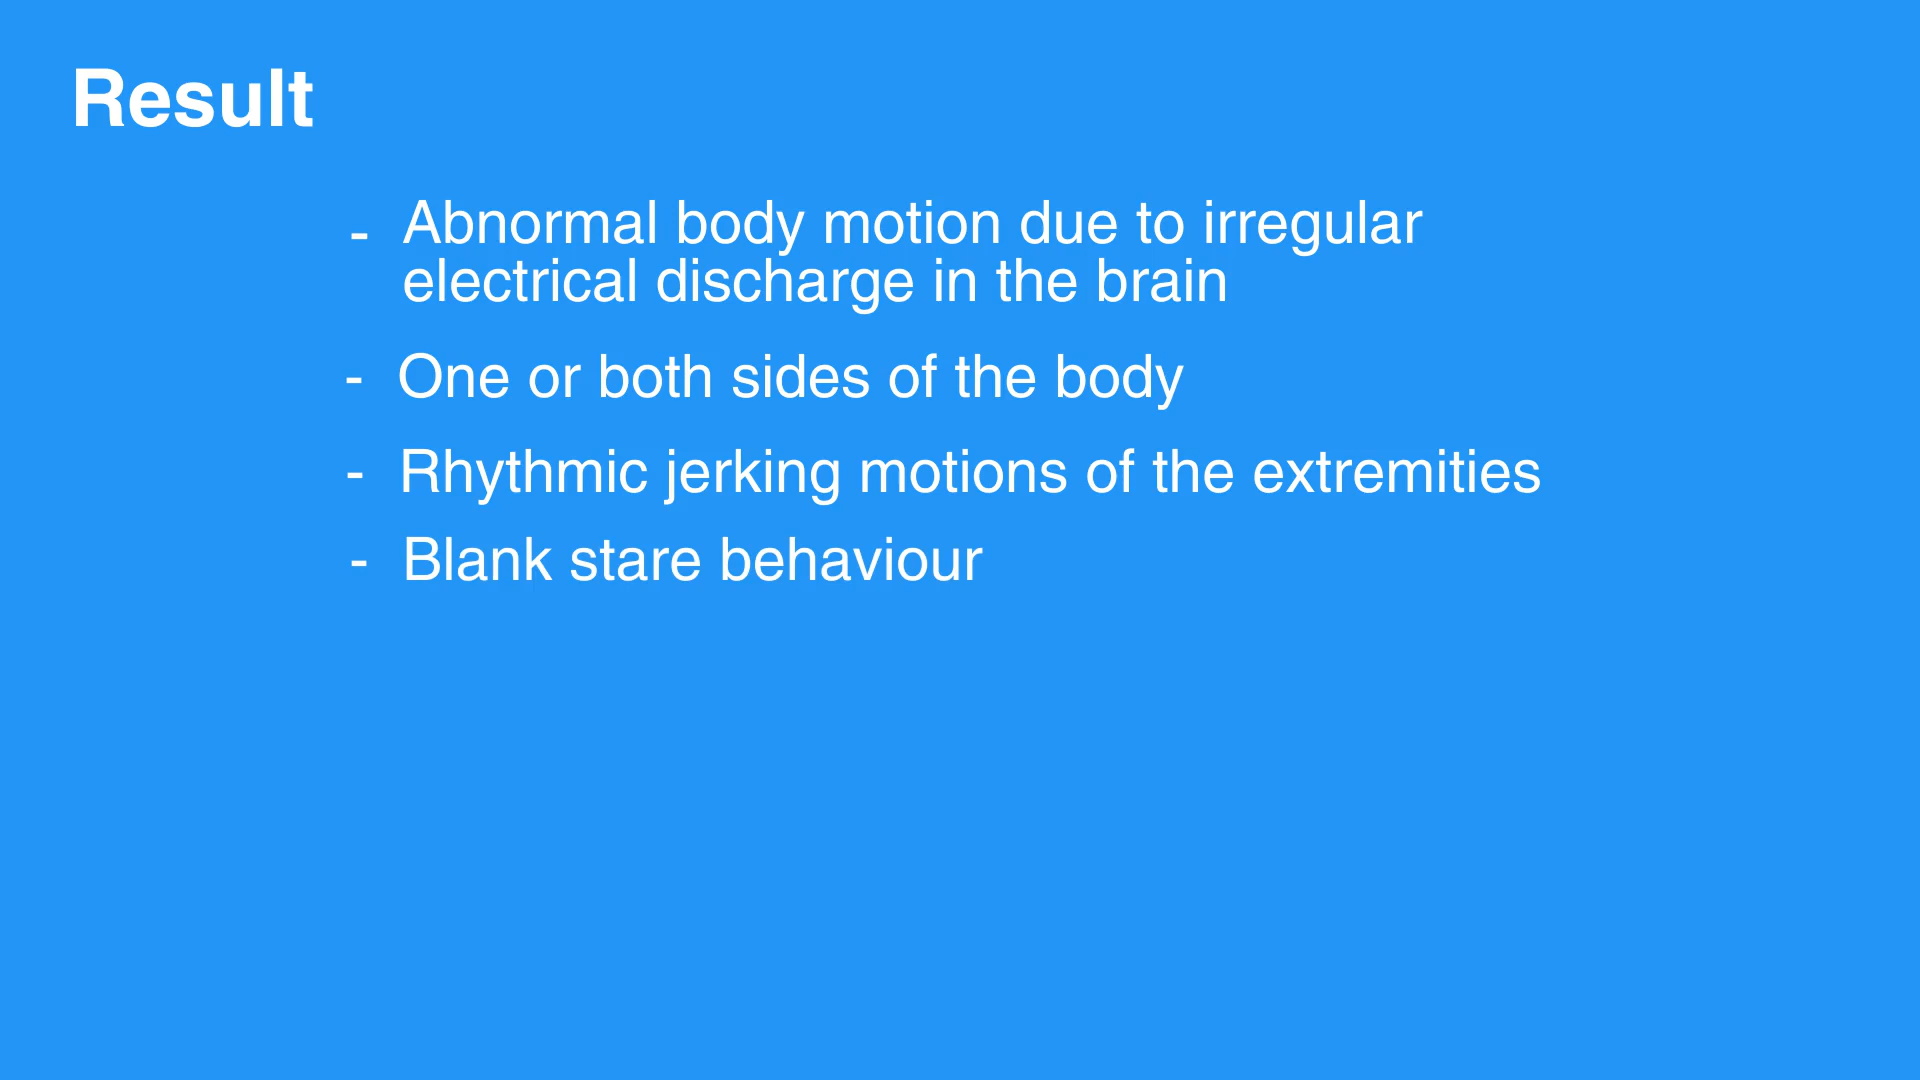 Result
- Abnormal body motion due to irregular
electrical discharge in the brain
- One or both sides of the body
- Rhythmic jerking motions of the extremities
- Blank stare behaviour